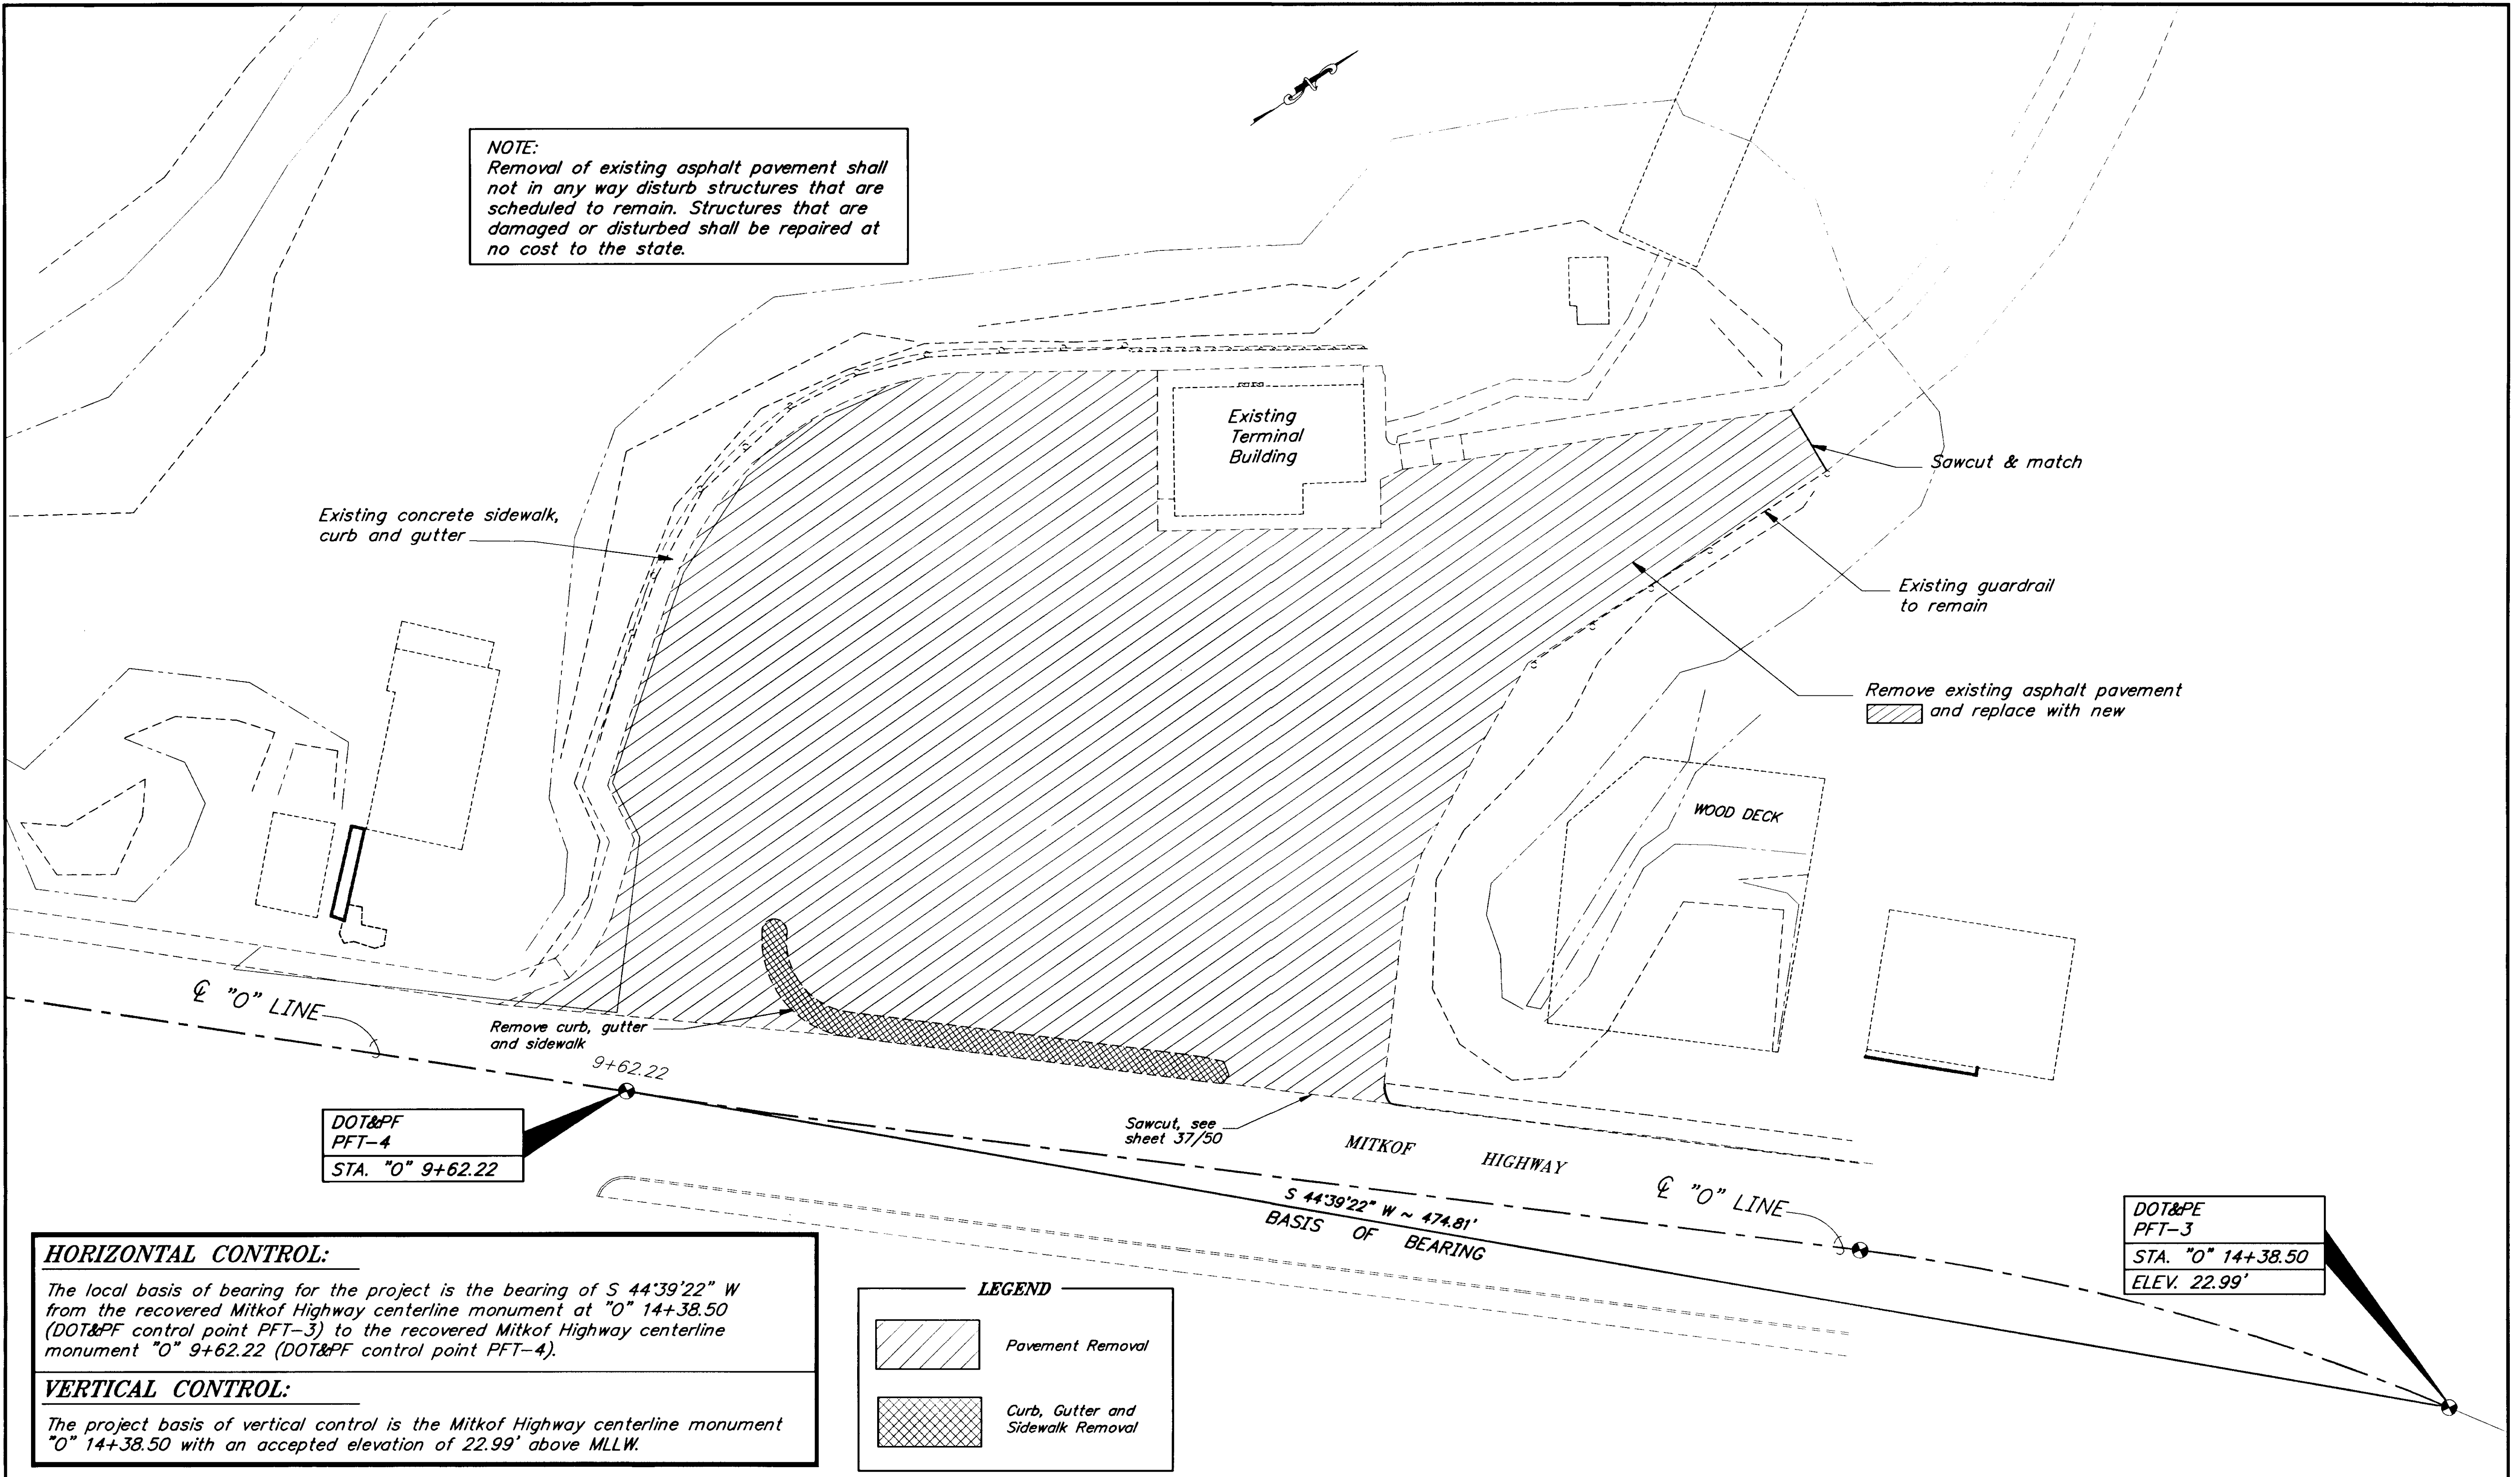 NOTE:
Removal of existing asphalt pavement shall
not in any way disturb structures that are
scheduled to remain. Structures that are
damaged or disturbed shall be repaired at
no cost to the state.
Existing
Terminal
Building
Sawcut & match
Existing concrete sidewalk,
curb and gutter
Existing guardrail
to remain
Remove existing asphalt pavement
and replace with new
WOOD DECK
℄ "O" LINE
Remove curb, gutter
and sidewalk
9+62.22
DOT&PF
PFT-4
STA. "O" 9+62.22
Sawcut, see
sheet 37/50
MITKOF HIGHWAY
℄ "O" LINE
S 44°39'22" W ~ 474.81'
BASIS OF BEARING
DOT&PE
PFT-3
STA. "O" 14+38.50
ELEV. 22.99'
HORIZONTAL CONTROL:
The local basis of bearing for the project is the bearing of S 44°39'22" W
from the recovered Mitkof Highway centerline monument at "O" 14+38.50
(DOT&PF control point PFT-3) to the recovered Mitkof Highway centerline
monument "O" 9+62.22 (DOT&PF control point PFT-4).
VERTICAL CONTROL:
The project basis of vertical control is the Mitkof Highway centerline monument
"O" 14+38.50 with an accepted elevation of 22.99' above MLLW.
LEGEND
Pavement Removal
Curb, Gutter and
Sidewalk Removal